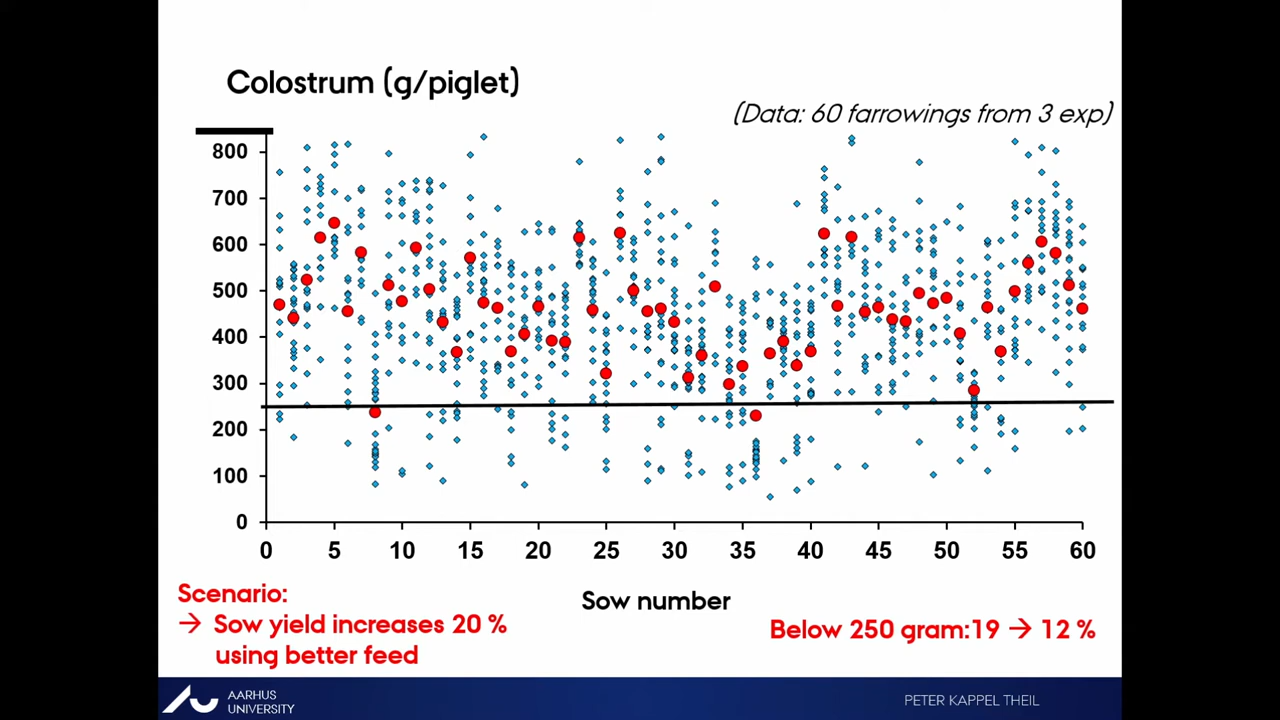 Colostrum (g/piglet)
(Data: 60 farrowings from 3 exp)
800
700
600
500
400
300
200
100
0
0 5 10 15 20 25 30 35 40 45 50 55 60
Sow number
Scenario:
→ Sow yield increases 20 %
using better feed
Below 250 gram:19 → 12 %
AARHUS
UNIVERSITY
PETER KAPPEL THEIL